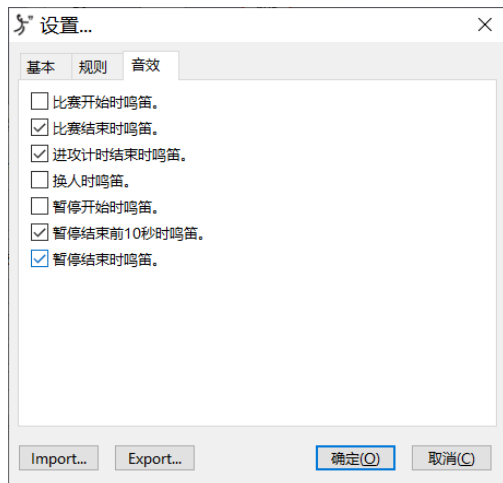 设置...
基本 规则 音效
比赛开始时鸣笛。
比赛结束时鸣笛。
进攻计时结束时鸣笛。
换人时鸣笛。
暂停开始时鸣笛。
暂停结束前10秒时鸣笛。
暂停结束时鸣笛。
Import... Export... 确定(O) 取消(C)